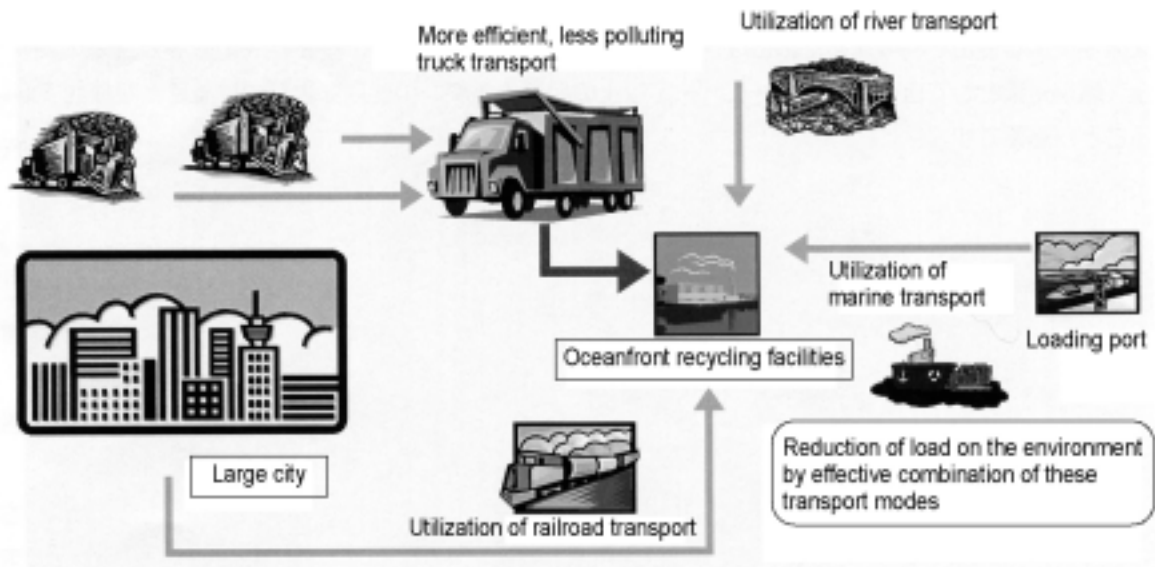 More efficient, less polluting
truck transport
Utilization of river transport
Utilization of
marine transport
Loading port
Oceanfront recycling facilities
Large city
Utilization of railroad transport
Reduction of load on the environment
by effective combination of these
transport modes